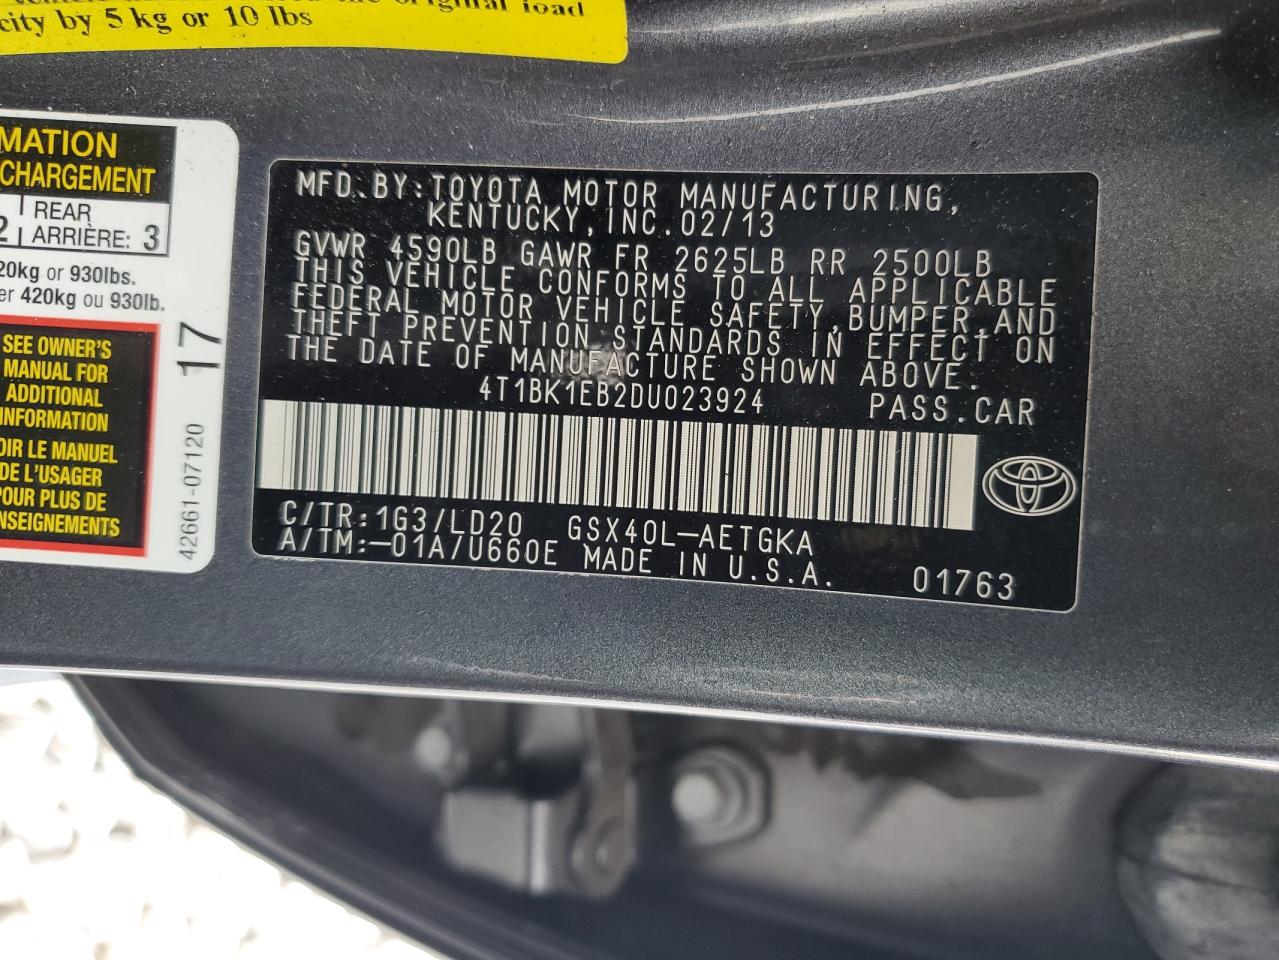 the original load
city by 5 kg or 10 lbs
MATION
CHARGEMENT
2 REAR
ARRIÈRE: 3
20kg or 930lbs.
er 420kg ou 930lb.
SEE OWNER'S
MANUAL FOR
ADDITIONAL
INFORMATION
OIR LE MANUEL
DE L'USAGER
POUR PLUS DE
NSEIGNEMENTS
17
42661-07120
MFD.BY:TOYOTA MOTOR MANUFACTURING,
KENTUCKY,INC.02/13
GVWR 4590LB GAWR FR 2625LB RR 2500LB
THIS VEHICLE CONFORMS TO ALL APPLICABLE
FEDERAL MOTOR VEHICLE SAFETY,BUMPER,AND
THEFT PREVENTION STANDARDS IN EFFECT ON
THE DATE OF MANUFACTURE SHOWN ABOVE.
4T1BK1EB2DU023924 PASS.CAR
C/TR:1G3/LD20 GSX40L-AETGKA
A/TM:-01A/U660E MADE IN U.S.A. 01763